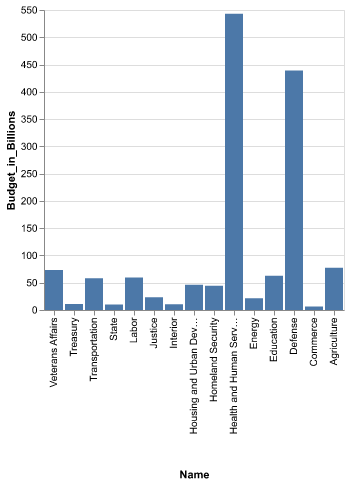 550
500
450
400
350
300
250
200
150
100
50
0
Budget_in_Billions
Veterans Affairs
Treasury
Transportation
State
Labor
Justice
Interior
Housing and Urban Dev…
Homeland Security
Health and Human Serv…
Energy
Education
Defense
Commerce
Agriculture
Name